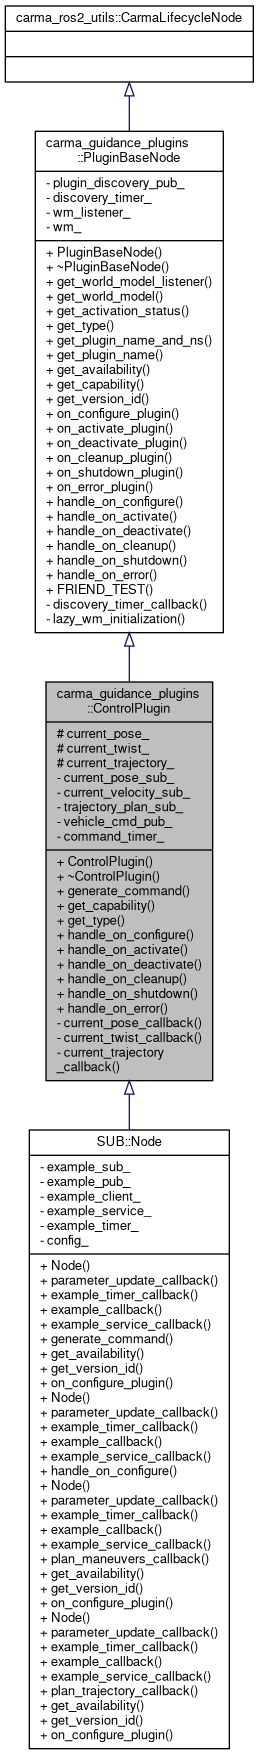 carma_ros2_utils::CarmaLifecycleNode
carma_guidance_plugins
::PluginBaseNode
- plugin_discovery_pub_
- discovery_timer_
- wm_listener_
- wm_
+ PluginBaseNode()
+ ~PluginBaseNode()
+ get_world_model_listener()
+ get_world_model()
+ get_activation_status()
+ get_type()
+ get_plugin_name_and_ns()
+ get_plugin_name()
+ get_availability()
+ get_capability()
+ get_version_id()
+ on_configure_plugin()
+ on_activate_plugin()
+ on_deactivate_plugin()
+ on_cleanup_plugin()
+ on_shutdown_plugin()
+ on_error_plugin()
+ handle_on_configure()
+ handle_on_activate()
+ handle_on_deactivate()
+ handle_on_cleanup()
+ handle_on_shutdown()
+ handle_on_error()
+ FRIEND_TEST()
- discovery_timer_callback()
- lazy_wm_initialization()
carma_guidance_plugins
::ControlPlugin
# current_pose_
# current_twist_
# current_trajectory_
- current_pose_sub_
- current_velocity_sub_
- trajectory_plan_sub_
- vehicle_cmd_pub_
- command_timer_
+ ControlPlugin()
+ ~ControlPlugin()
+ generate_command()
+ get_capability()
+ get_type()
+ handle_on_configure()
+ handle_on_activate()
+ handle_on_deactivate()
+ handle_on_cleanup()
+ handle_on_shutdown()
+ handle_on_error()
- current_pose_callback()
- current_twist_callback()
- current_trajectory
_callback()
SUB::Node
- example_sub_
- example_pub_
- example_client_
- example_service_
- example_timer_
- config_
+ Node()
+ parameter_update_callback()
+ example_timer_callback()
+ example_callback()
+ example_service_callback()
+ generate_command()
+ get_availability()
+ get_version_id()
+ on_configure_plugin()
+ Node()
+ parameter_update_callback()
+ example_timer_callback()
+ example_callback()
+ example_service_callback()
+ handle_on_configure()
+ Node()
+ parameter_update_callback()
+ example_timer_callback()
+ example_callback()
+ example_service_callback()
+ plan_maneuvers_callback()
+ get_availability()
+ get_version_id()
+ on_configure_plugin()
+ Node()
+ parameter_update_callback()
+ example_timer_callback()
+ example_callback()
+ example_service_callback()
+ plan_trajectory_callback()
+ get_availability()
+ get_version_id()
+ on_configure_plugin()